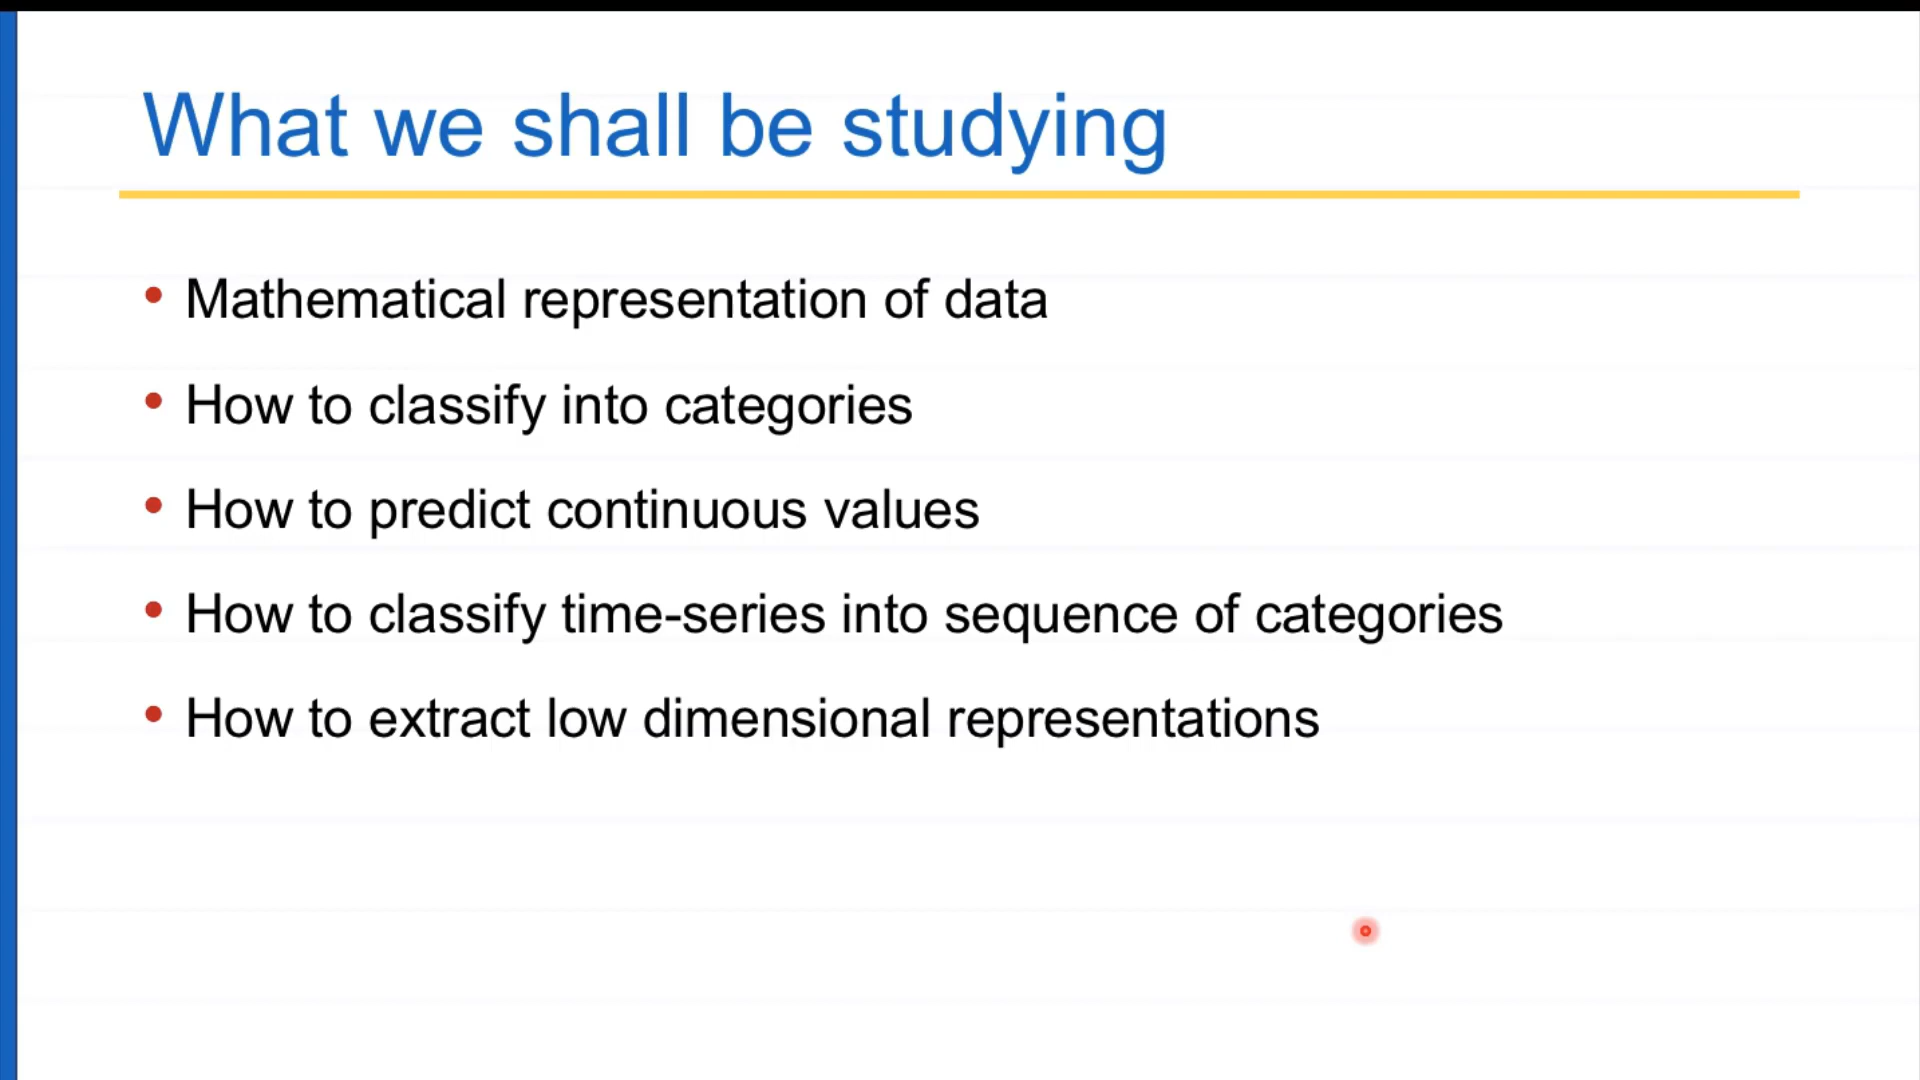 What we shall be studying
• Mathematical representation of data
• How to classify into categories
• How to predict continuous values
• How to classify time-series into sequence of categories
• How to extract low dimensional representations